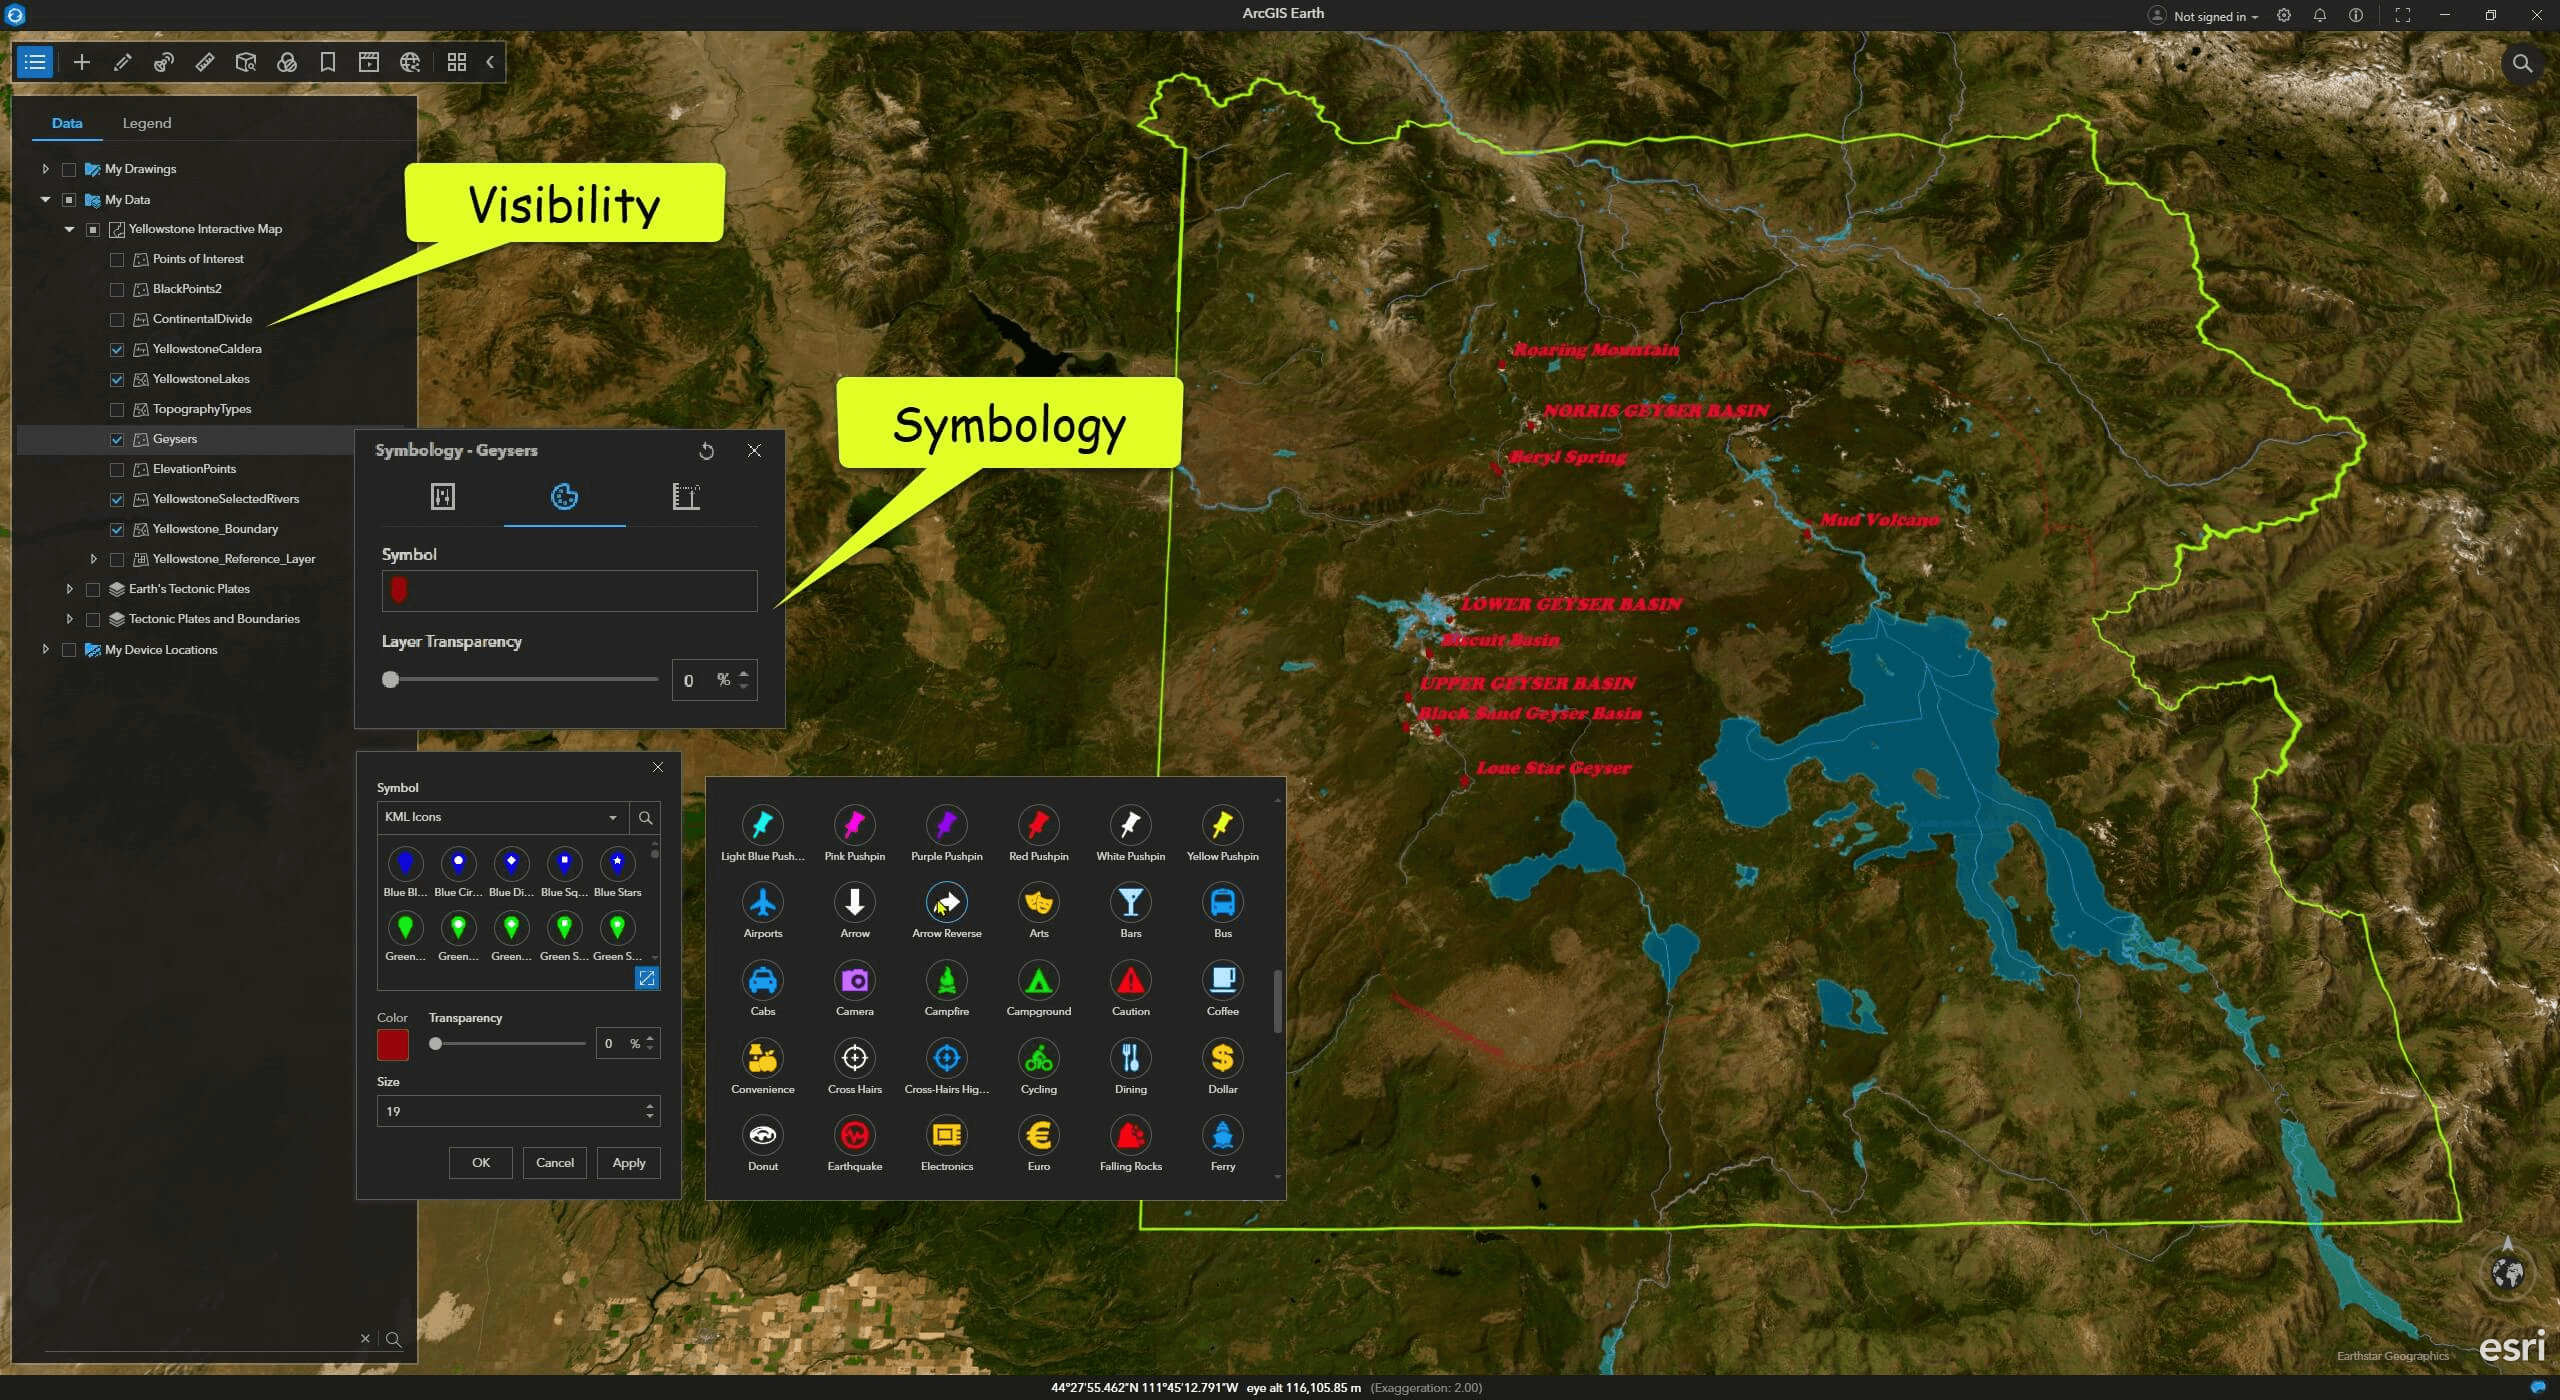 ArcGIS Earth
Not signed in
Data
Legend
My Drawings
My Data
Yellowstone Interactive Map
Points of Interest
BlackPoints2
ContinentalDivide
YellowstoneCaldera
YellowstoneLakes
TopographyTypes
Geysers
ElevationPoints
YellowstoneSelectedRivers
Yellowstone_Boundary
Yellowstone_Reference_Layer
Earth's Tectonic Plates
Tectonic Plates and Boundaries
My Device Locations
Visibility
Symbology
Symbology - Geysers
Symbol
Layer Transparency
0 %
Symbol
KML Icons
Blue Bl... Blue Cir... Blue Di... Blue Sq... Blue Stars
Green... Green... Green... Green S... Green S...
Color
Transparency
0 %
Size
19
OK
Cancel
Apply
Light Blue Push... Pink Pushpin Purple Pushpin Red Pushpin White Pushpin Yellow Pushpin
Airports Arrow Arrow Reverse Arts Bars Bus
Cabs Camera Campfire Campground Caution Coffee
Convenience Cross Hairs Cross-Hairs Hig... Cycling Dining Dollar
Donut Earthquake Electronics Euro Falling Rocks Ferry
Roaring Mountain
NORRIS GEYSER BASIN
Beryl Spring
Mud Volcano
LOWER GEYSER BASIN
Biscuit Basin
UPPER GEYSER BASIN
Black Sand Geyser Basin
Lone Star Geyser
Earthstar Geographics
esri
44°27'55.462"N 111°45'12.791"W eye alt 116,105.85 m (Exaggeration: 2.00)